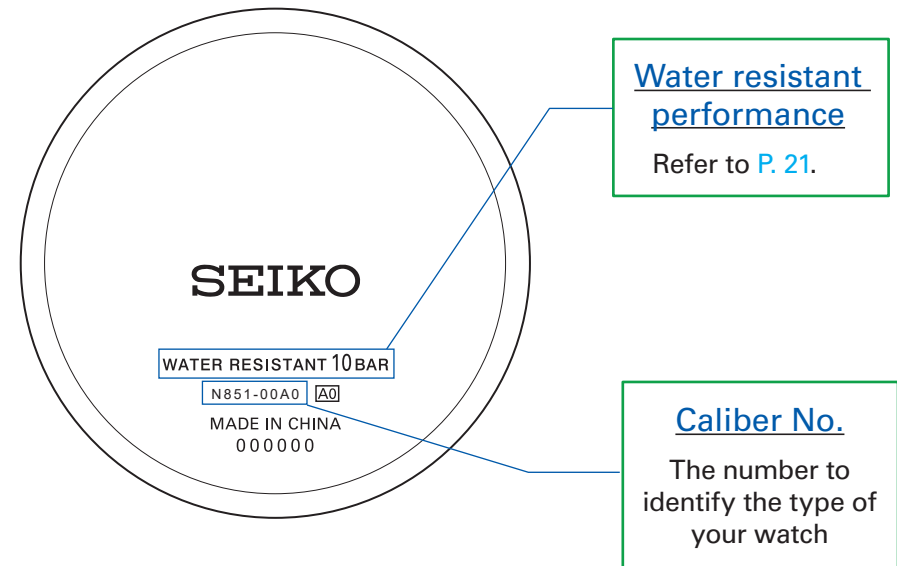 SEIKO
WATER RESISTANT 10 BAR
N851-00A0 A0
MADE IN CHINA
000000
Water resistant
performance
Refer to P. 21.
Caliber No.
The number to
identify the type of
your watch